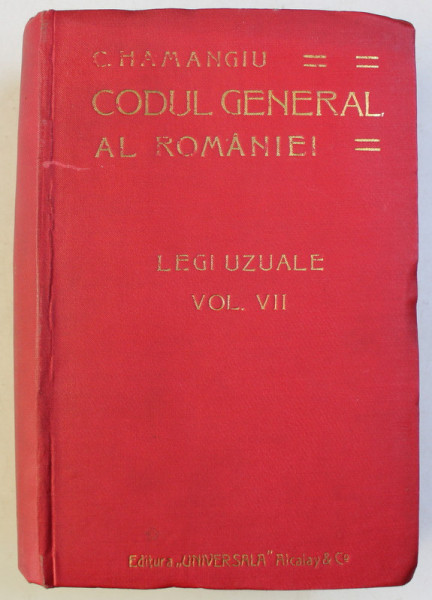 C. HAMANGIU
CODUL GENERAL
AL ROMÂNIEI
LEGI UZUALE
VOL. VII
Editura „UNIVERSALA" Alcalay & Cº